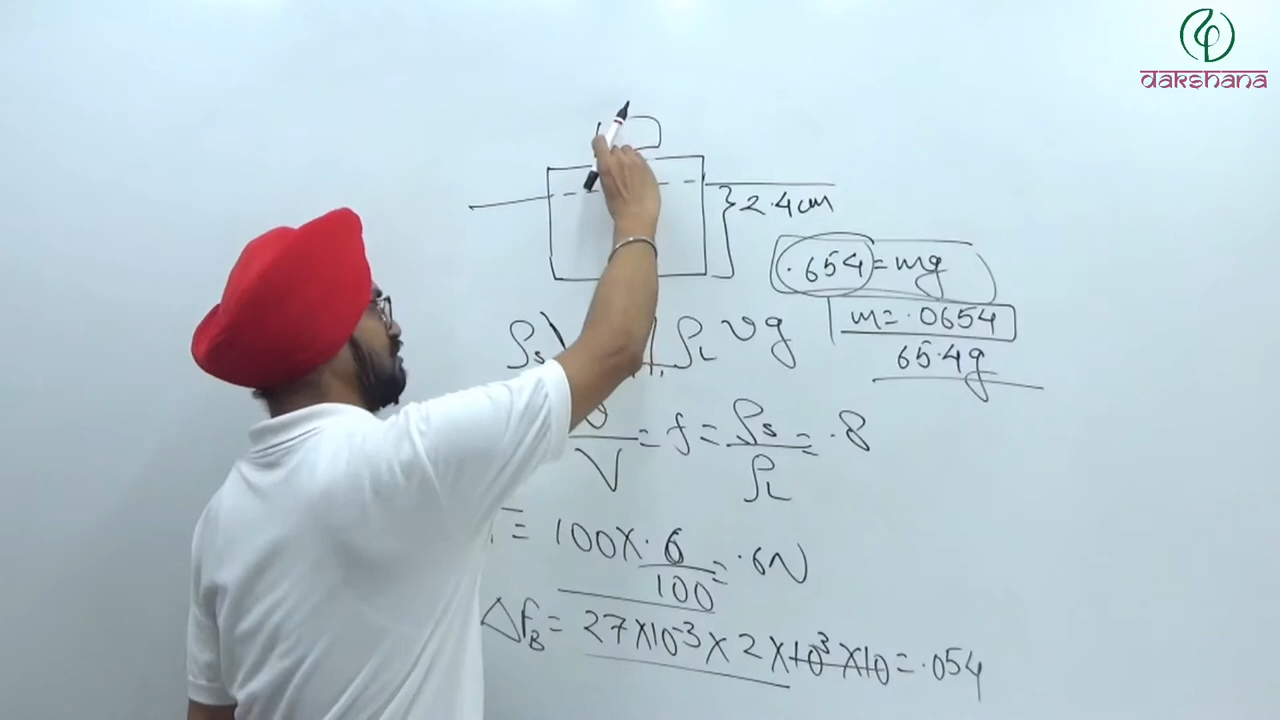 dakshana
2.4cm
.654 = mg
m = .0654
65.4g
ρs
ρL v g
v/V = f = ρs/ρL = .8
= 100 × .6/100 = .6N
ΔfB = 27×10⁻³ × 2 × 10³ × 10 = .054